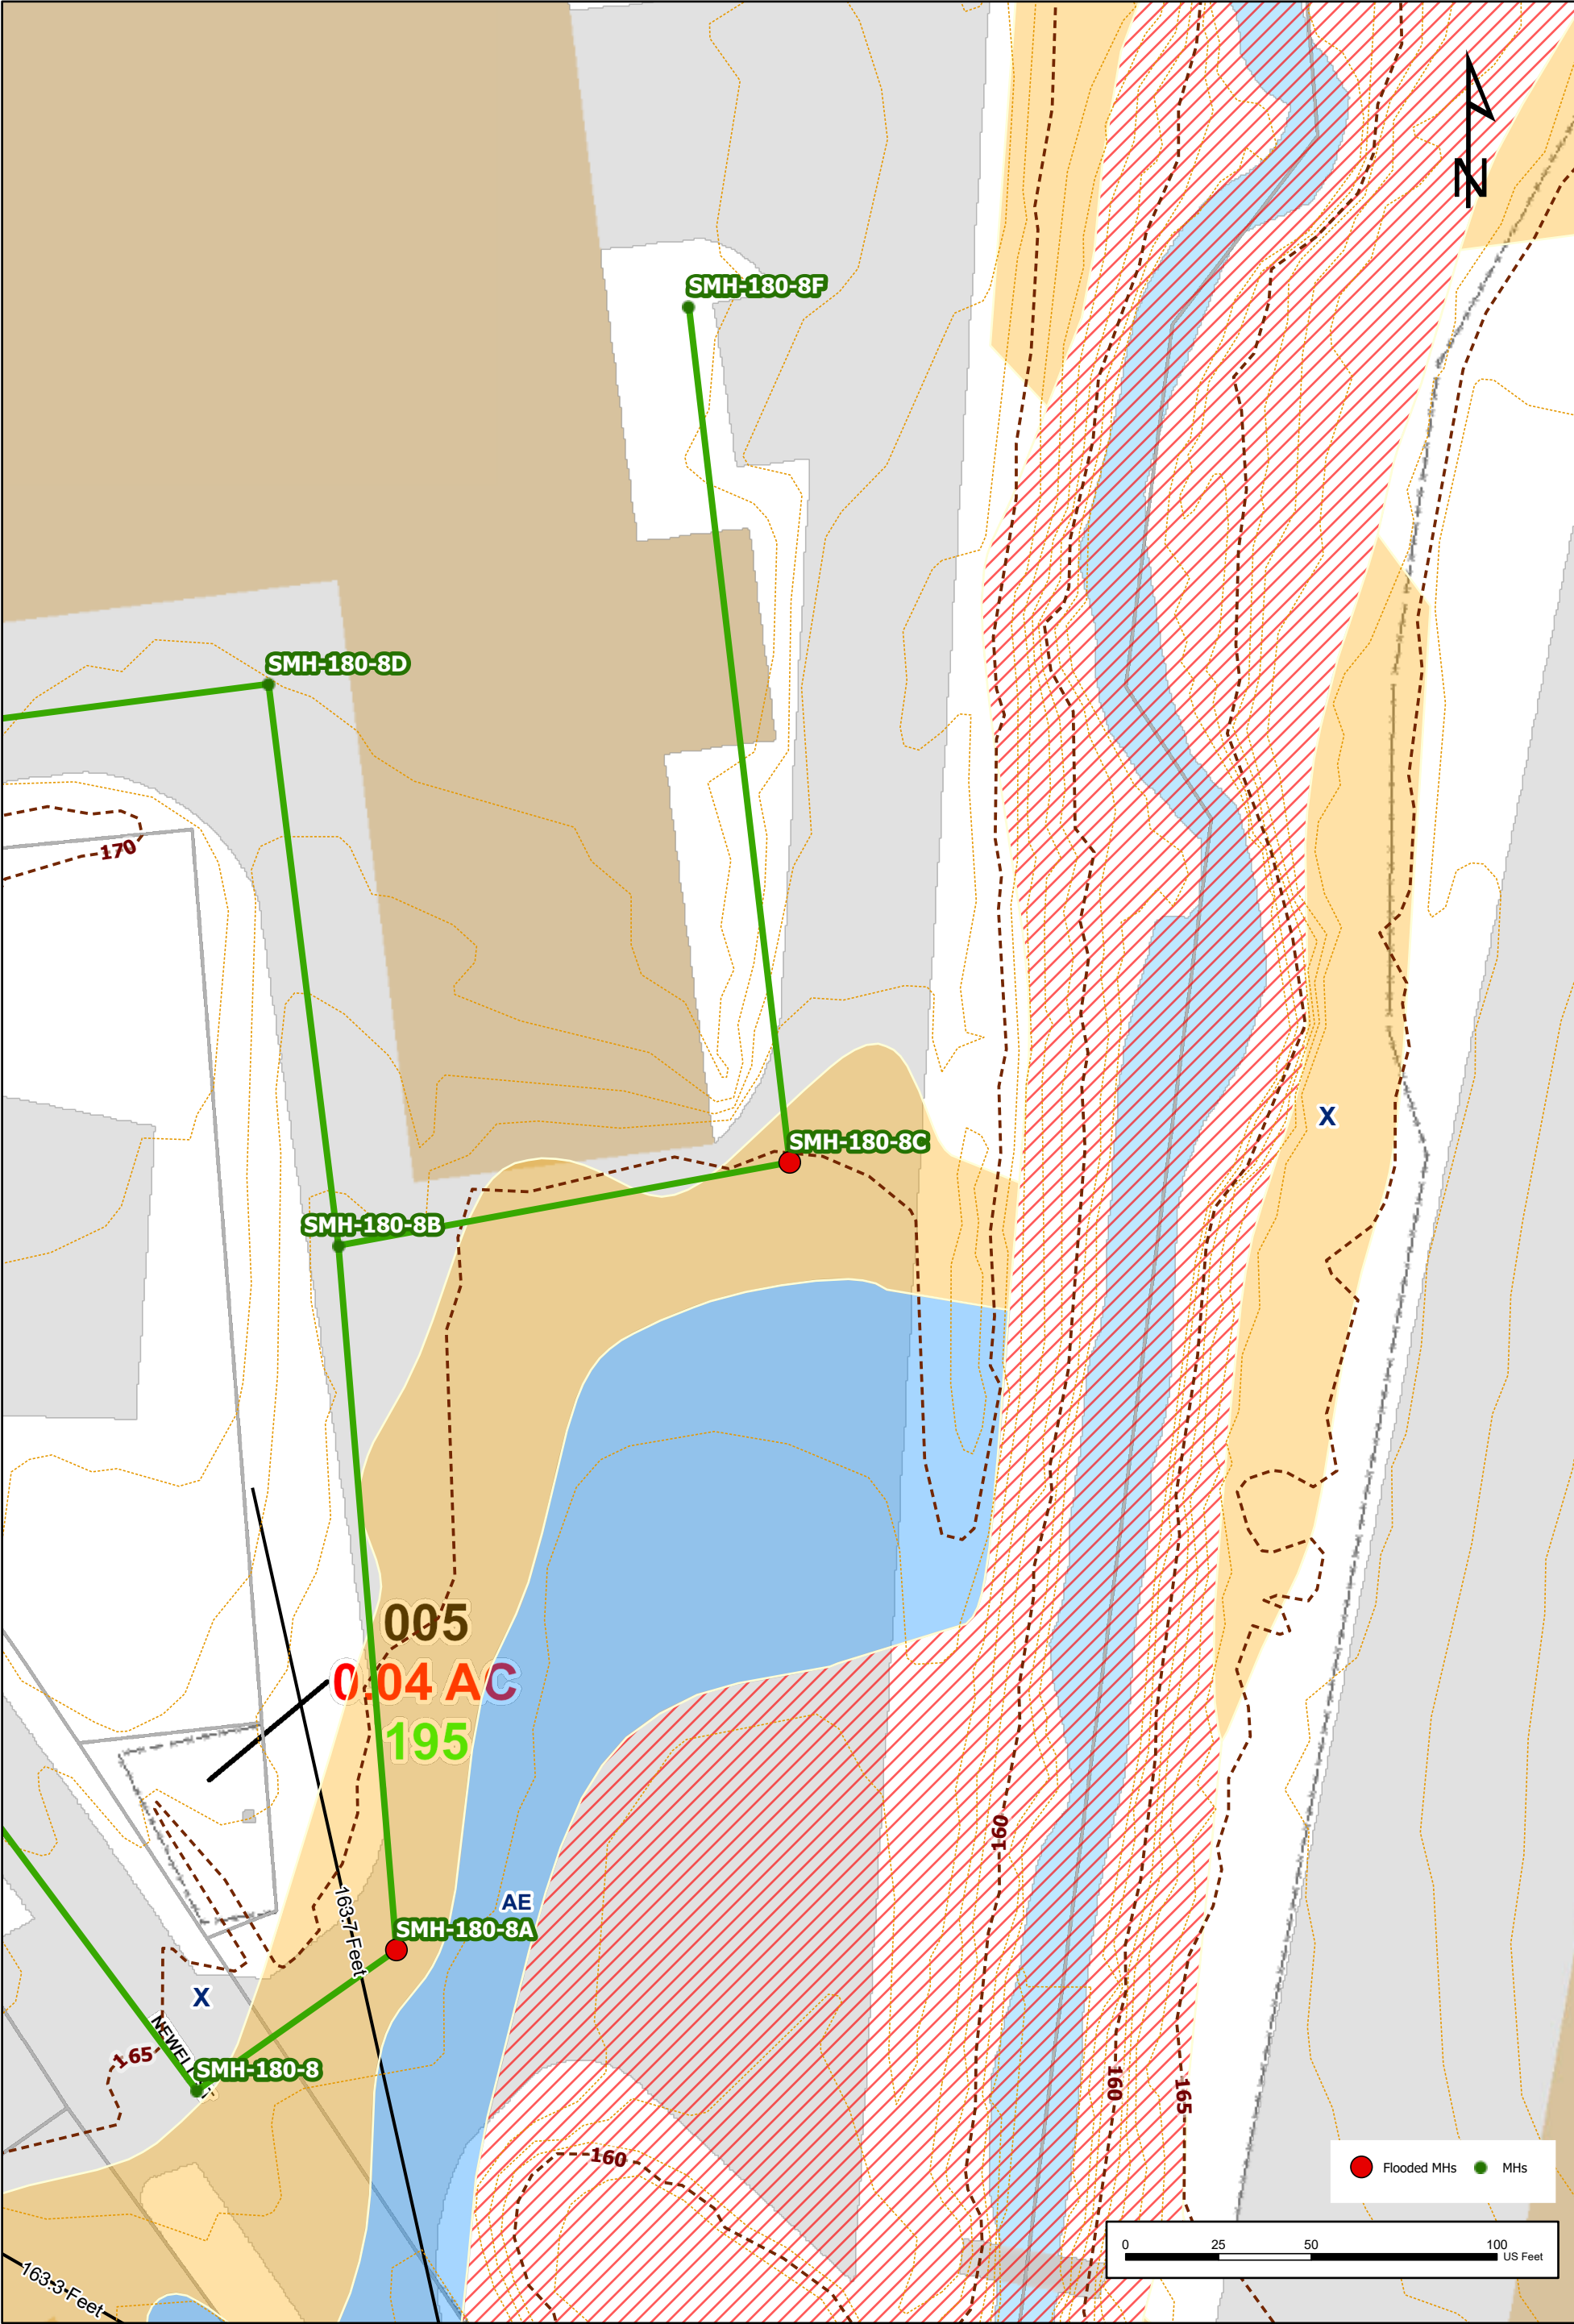 N
SMH-180-8F
SMH-180-8D
170
X
SMH-180-8C
SMH-180-8B
005
0.04 AC
195
160
AE
SMH-180-8A
163.7 Feet
X
165
SMH-180-8
160
165
160
Flooded MHs
MHs
0 25 50 100
US Feet
163.3 Feet